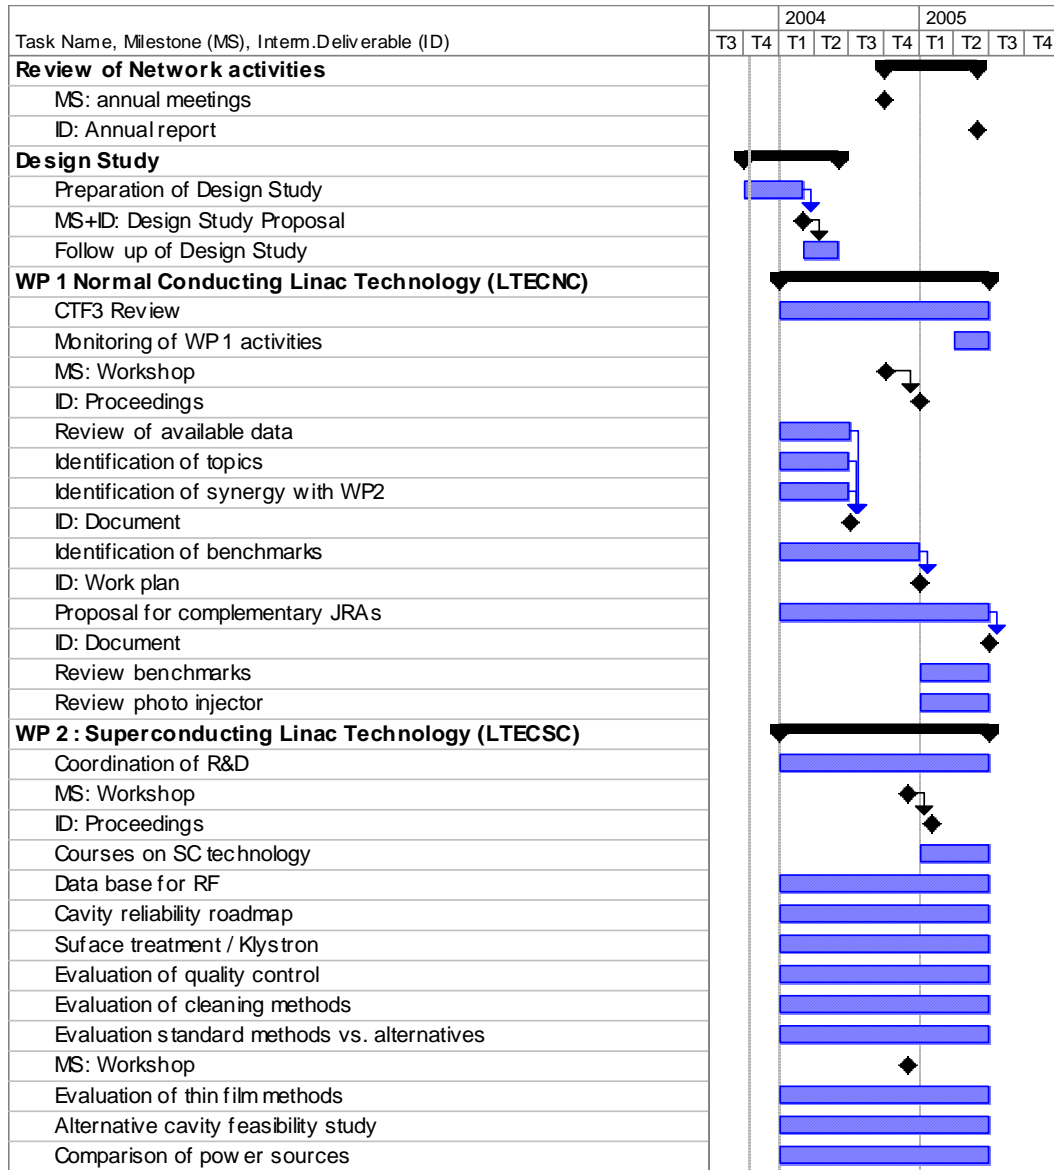 2004 2005
Task Name, Milestone (MS), Interm.Deliverable (ID) T3 T4 T1 T2 T3 T4 T1 T2 T3 T4
Review of Network activities
MS: annual meetings
ID: Annual report
Design Study
Preparation of Design Study
MS+ID: Design Study Proposal
Follow up of Design Study
WP 1 Normal Conducting Linac Technology (LTECNC)
CTF3 Review
Monitoring of WP1 activities
MS: Workshop
ID: Proceedings
Review of available data
Identification of topics
Identification of synergy with WP2
ID: Document
Identification of benchmarks
ID: Work plan
Proposal for complementary JRAs
ID: Document
Review benchmarks
Review photo injector
WP 2 : Superconducting Linac Technology (LTECSC)
Coordination of R&D
MS: Workshop
ID: Proceedings
Courses on SC technology
Data base for RF
Cavity reliability roadmap
Suface treatment / Klystron
Evaluation of quality control
Evaluation of cleaning methods
Evaluation standard methods vs. alternatives
MS: Workshop
Evaluation of thin film methods
Alternative cavity feasibility study
Comparison of power sources